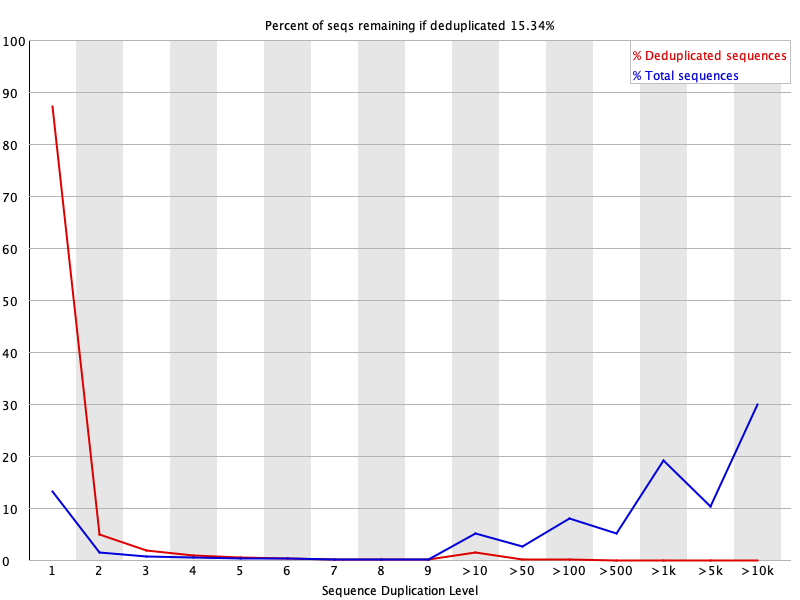 Percent of seqs remaining if deduplicated 15.34%
% Deduplicated sequences
% Total sequences
100
90
80
70
60
50
40
30
20
10
0
1 2 3 4 5 6 7 8 9 >10 >50 >100 >500 >1k >5k >10k
Sequence Duplication Level